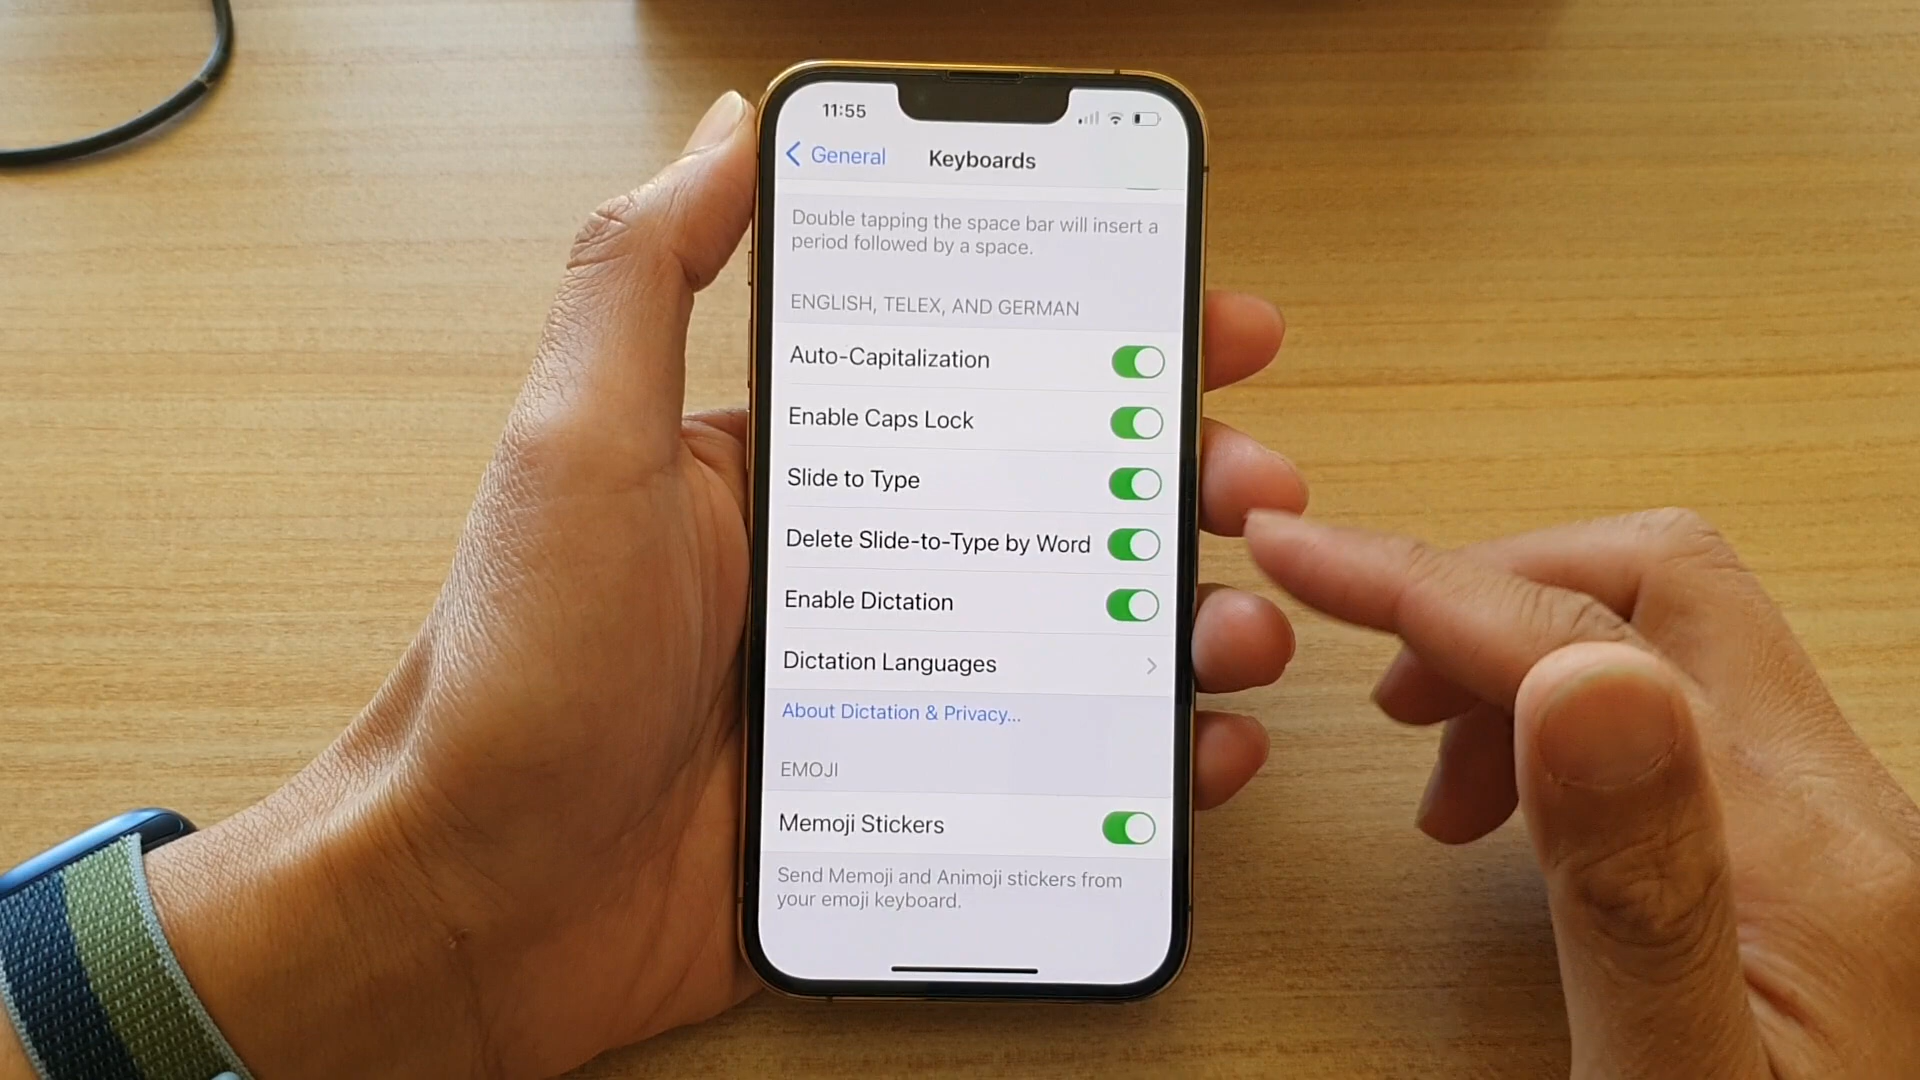 11:55
General
Keyboards
Double tapping the space bar will insert a
period followed by a space.
ENGLISH, TELEX, AND GERMAN
Auto-Capitalization
Enable Caps Lock
Slide to Type
Delete Slide-to-Type by Word
Enable Dictation
Dictation Languages
About Dictation & Privacy...
EMOJI
Memoji Stickers
Send Memoji and Animoji stickers from
your emoji keyboard.